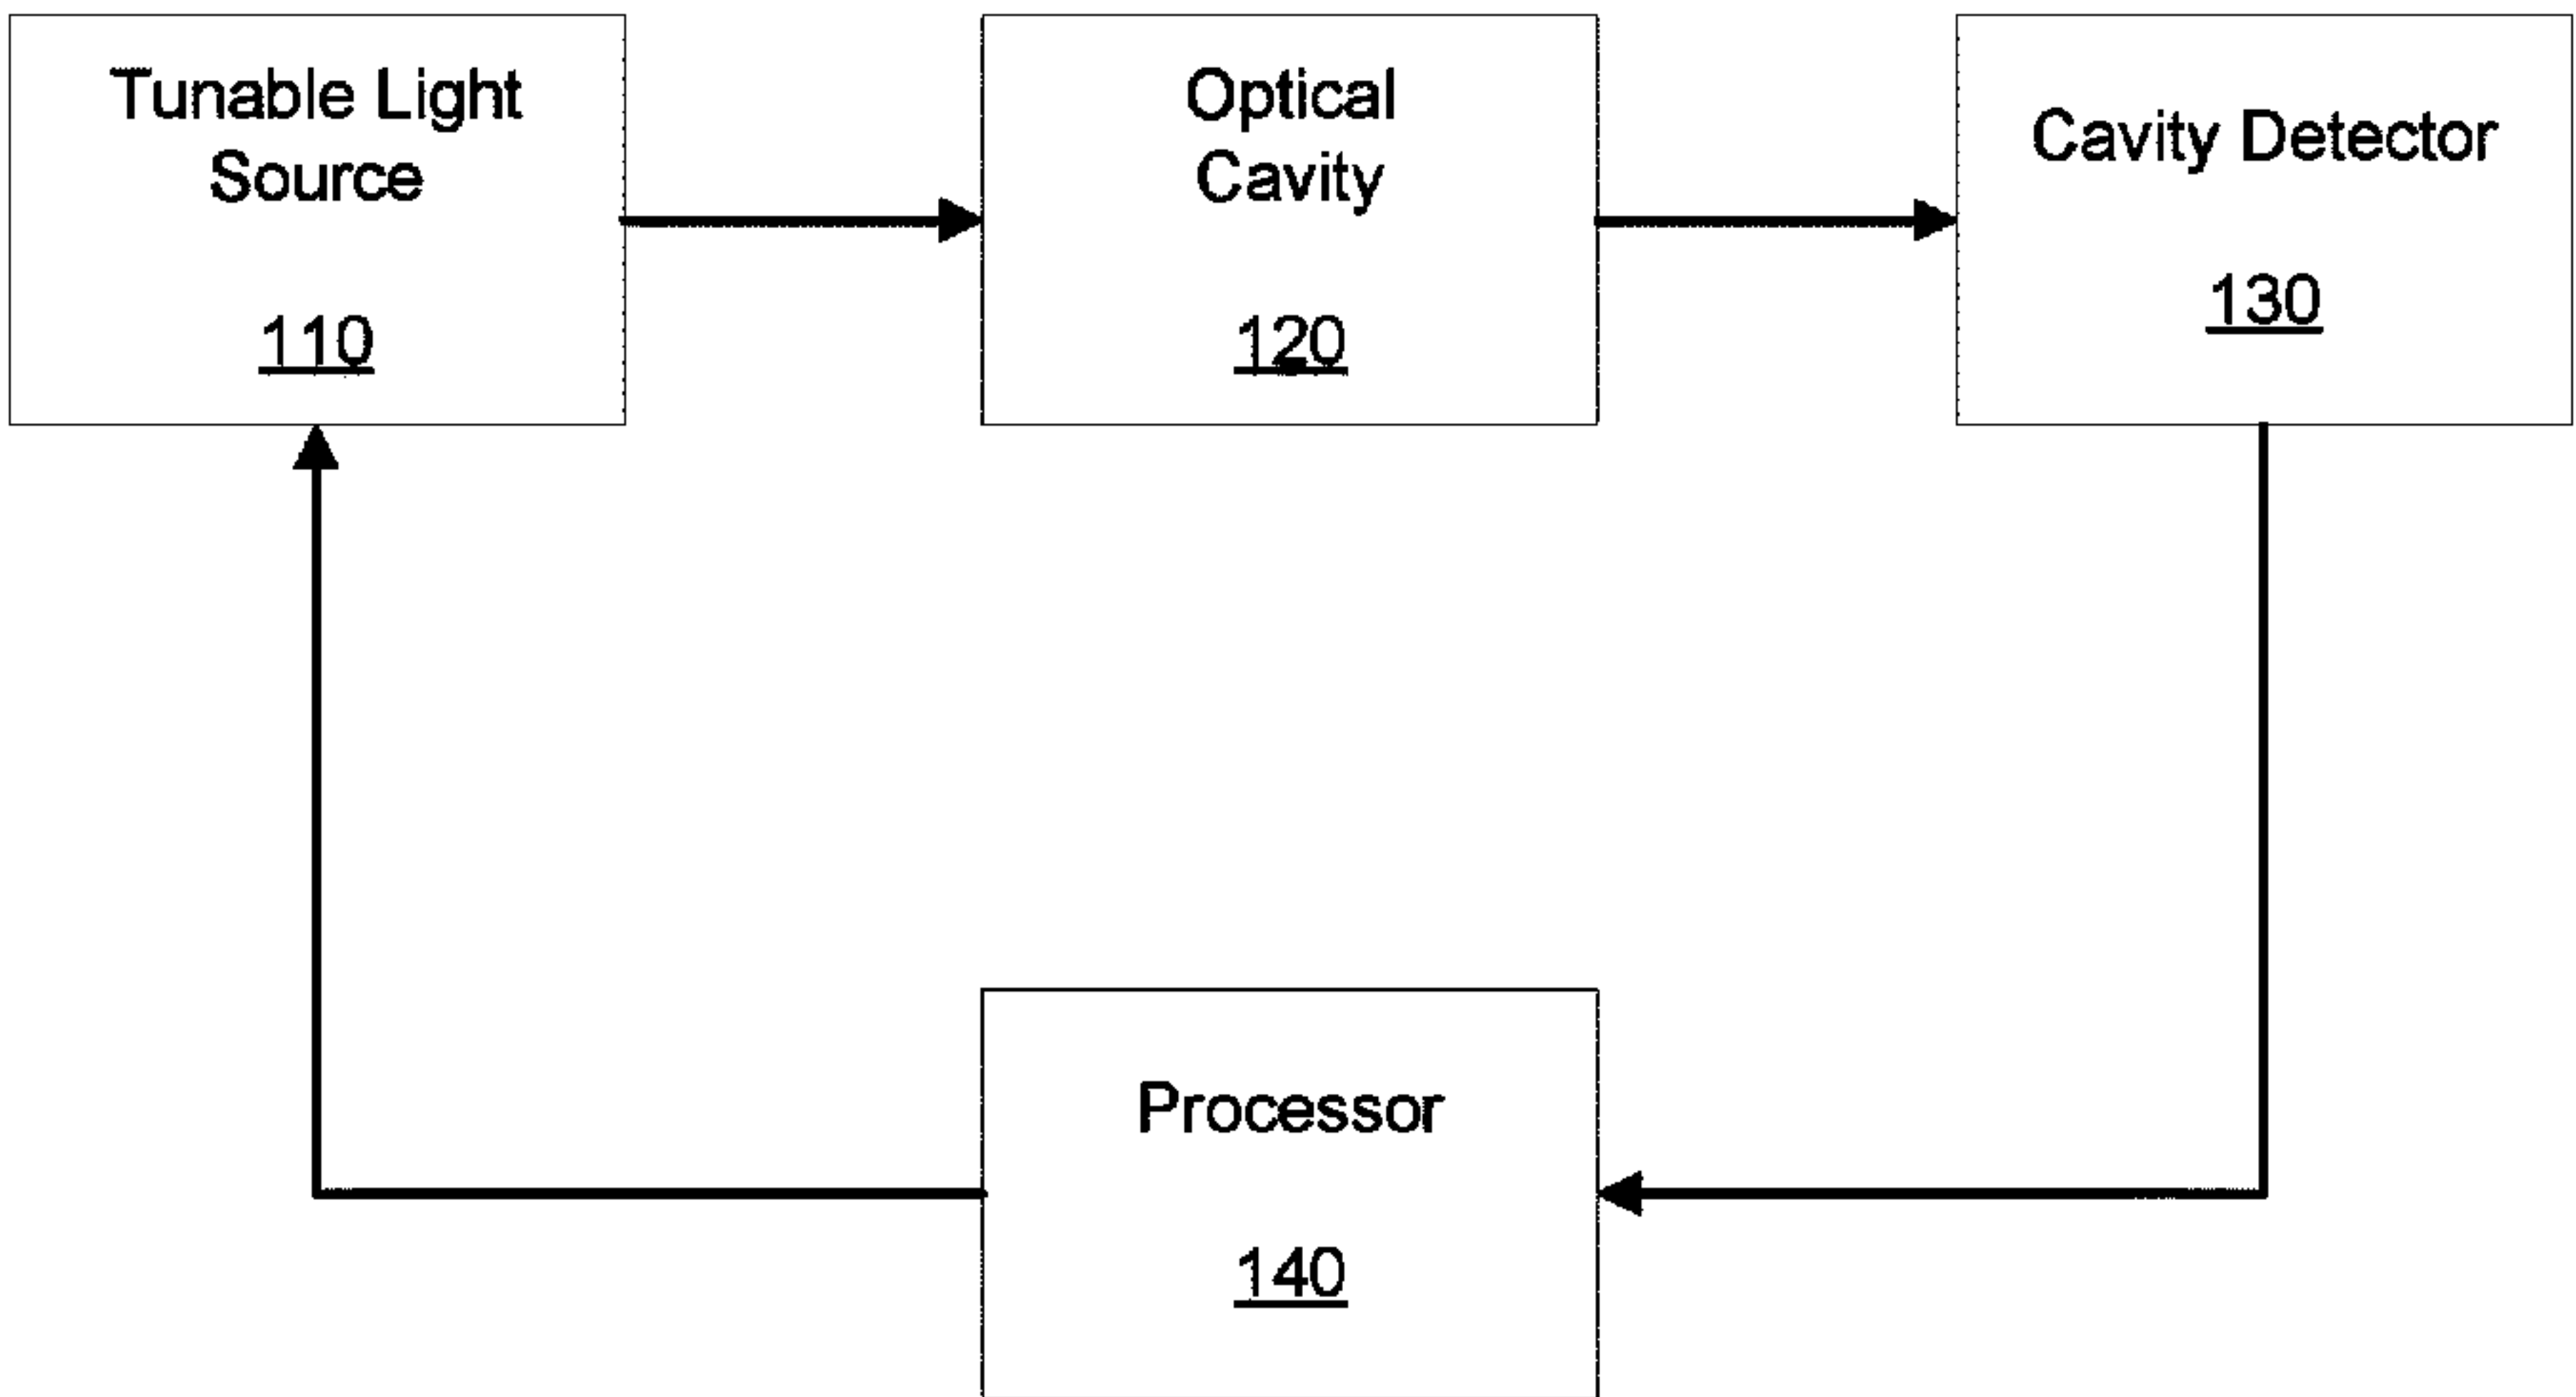 Tunable Light
Source
110
Optical
Cavity
120
Cavity Detector
130
Processor
140